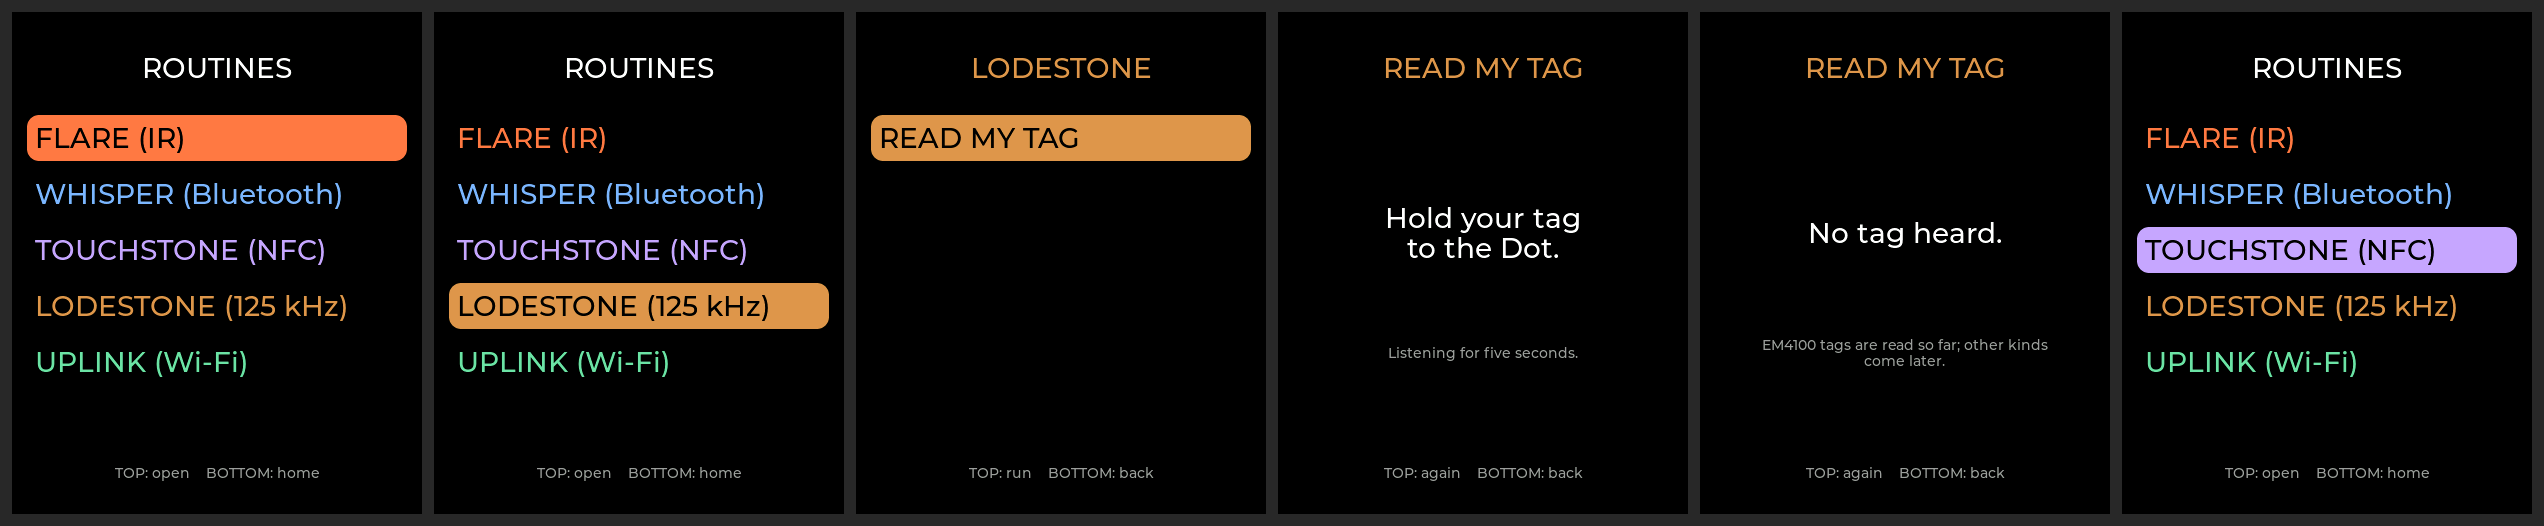 ROUTINES
FLARE (IR)
WHISPER (Bluetooth)
TOUCHSTONE (NFC)
LODESTONE (125 kHz)
UPLINK (Wi-Fi)
TOP: open BOTTOM: home
ROUTINES
FLARE (IR)
WHISPER (Bluetooth)
TOUCHSTONE (NFC)
LODESTONE (125 kHz)
UPLINK (Wi-Fi)
TOP: open BOTTOM: home
LODESTONE
READ MY TAG
TOP: run BOTTOM: back
READ MY TAG
Hold your tag
to the Dot.
Listening for five seconds.
TOP: again BOTTOM: back
READ MY TAG
No tag heard.
EM4100 tags are read so far; other kinds
come later.
TOP: again BOTTOM: back
ROUTINES
FLARE (IR)
WHISPER (Bluetooth)
TOUCHSTONE (NFC)
LODESTONE (125 kHz)
UPLINK (Wi-Fi)
TOP: open BOTTOM: home